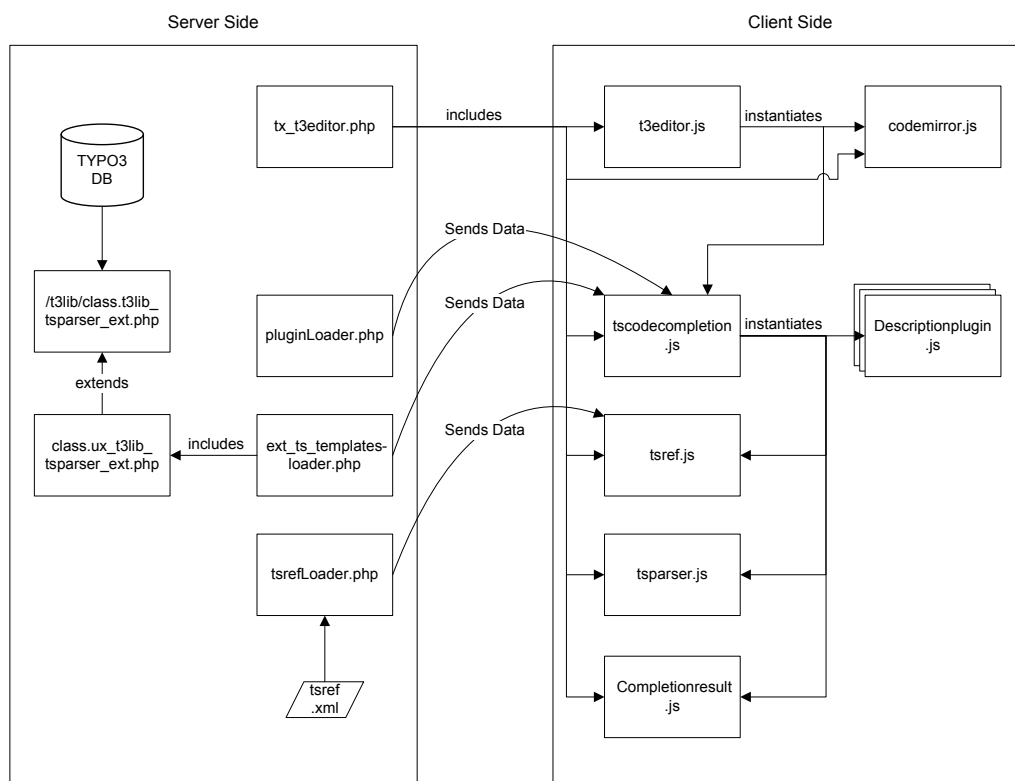 Server Side
Client Side
tx_t3editor.php
includes
t3editor.js
instantiates
codemirror.js
TYPO3
DB
Sends Data
/t3lib/class.t3lib_
tsparser_ext.php
pluginLoader.php
Sends Data
tscodecompletion
.js
instantiates
Descriptionplugin
.js
extends
class.ux_t3lib_
tsparser_ext.php
includes
ext_ts_templates-
loader.php
Sends Data
tsref.js
tsrefLoader.php
tsparser.js
tsref
.xml
Completionresult
.js